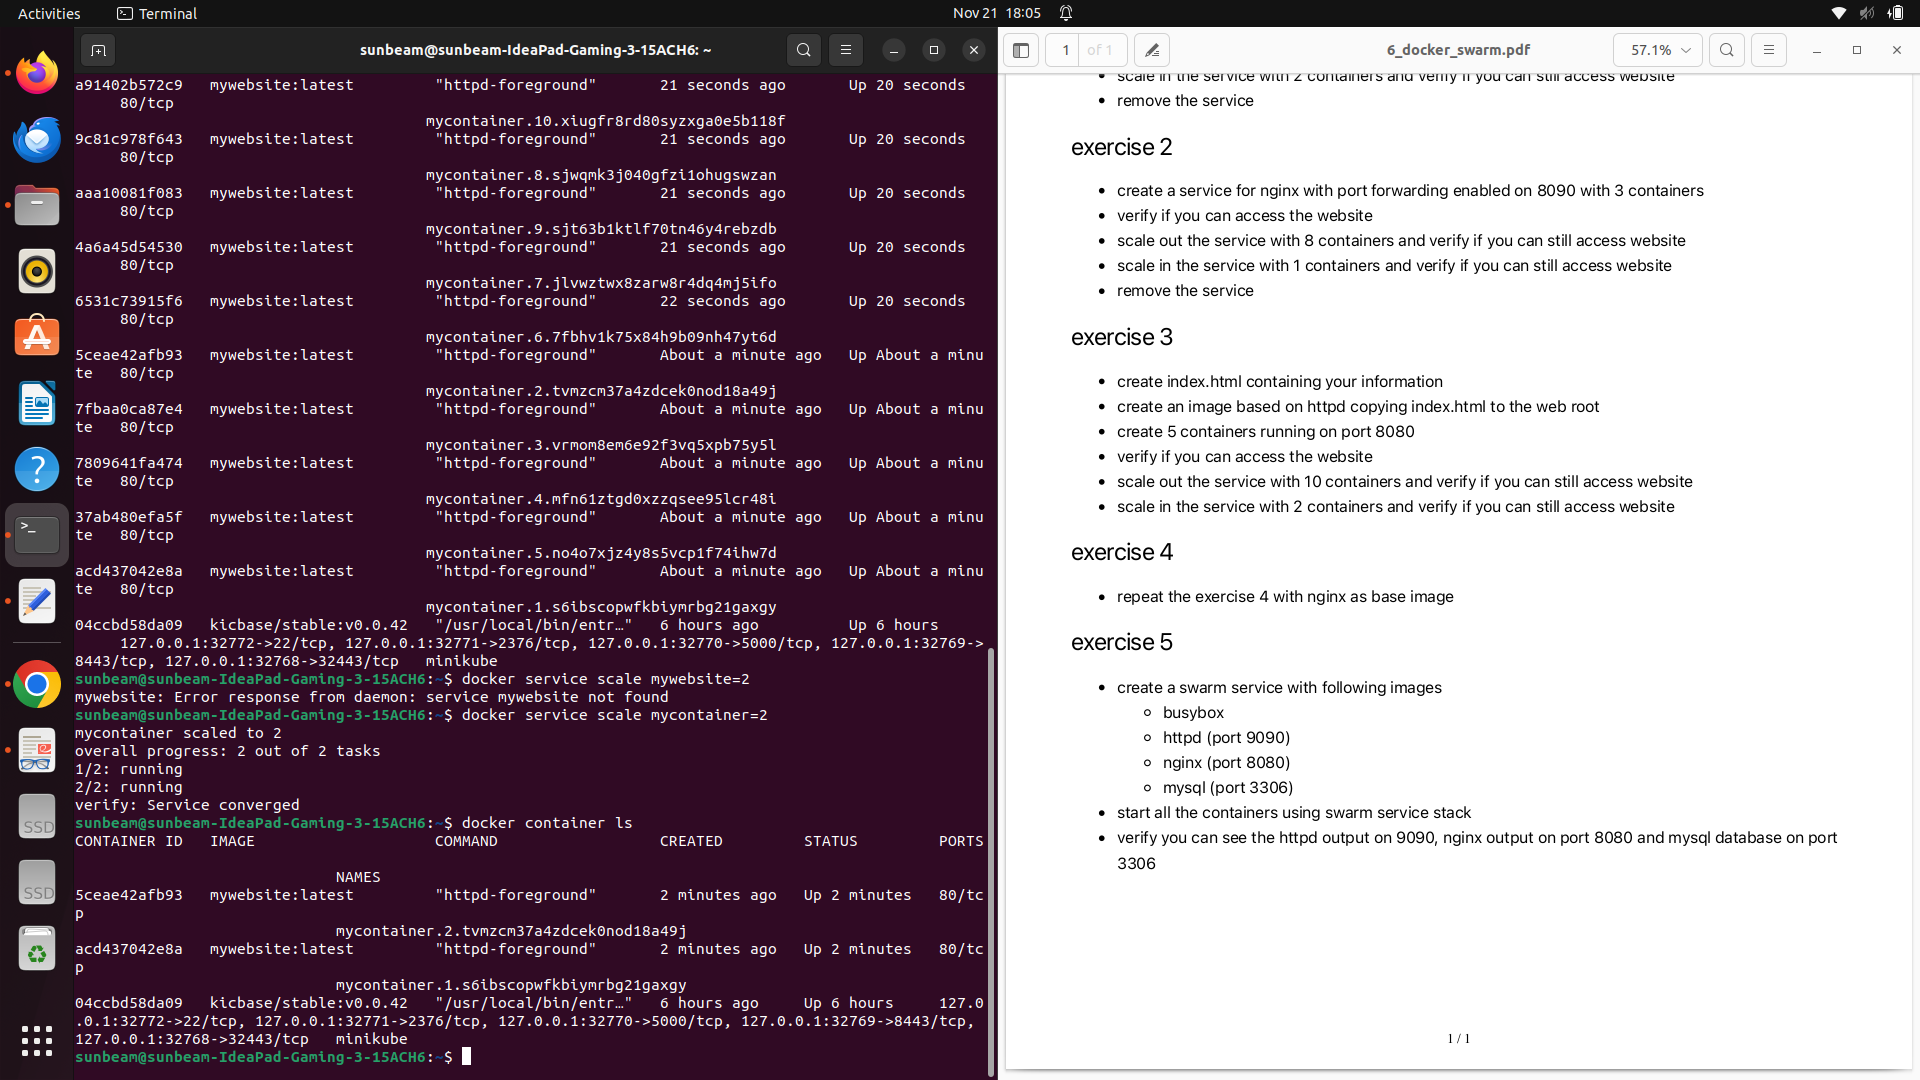 Activities
Terminal
Nov 21 18:05
sunbeam@sunbeam-IdeaPad-Gaming-3-15ACH6: ~
a91402b572c9   mywebsite:latest         "httpd-foreground"       21 seconds ago       Up 20 seconds
80/tcp
mycontainer.10.xiugfr8rd80syzxga0e5b118f
9c81c978f643   mywebsite:latest         "httpd-foreground"       21 seconds ago       Up 20 seconds
80/tcp
mycontainer.8.sjwqmk3j040gfzi1ohugswzan
aaa10081f083   mywebsite:latest         "httpd-foreground"       21 seconds ago       Up 20 seconds
80/tcp
mycontainer.9.sjt63b1ktlf70tn46y4rebzdb
4a6a45d54530   mywebsite:latest         "httpd-foreground"       21 seconds ago       Up 20 seconds
80/tcp
mycontainer.7.jlvwztwx8zarw8r4dq4mj5ifo
6531c73915f6   mywebsite:latest         "httpd-foreground"       22 seconds ago       Up 20 seconds
80/tcp
mycontainer.6.7fbhv1k75x84h9b09nh47yt6d
5ceae42afb93   mywebsite:latest         "httpd-foreground"       About a minute ago   Up About a minu
te   80/tcp
mycontainer.2.tvmzcm37a4zdcek0nod18a49j
7fbaa0ca87e4   mywebsite:latest         "httpd-foreground"       About a minute ago   Up About a minu
te   80/tcp
mycontainer.3.vrmom8em6e92f3vq5xpb75y5l
7809641fa474   mywebsite:latest         "httpd-foreground"       About a minute ago   Up About a minu
te   80/tcp
mycontainer.4.mfn61ztgd0xzzqsee95lcr48i
37ab480efa5f   mywebsite:latest         "httpd-foreground"       About a minute ago   Up About a minu
te   80/tcp
mycontainer.5.no4o7xjz4y8s5vcp1f74ihw7d
acd437042e8a   mywebsite:latest         "httpd-foreground"       About a minute ago   Up About a minu
te   80/tcp
mycontainer.1.s6ibscopwfkbiymrbg21gaxgy
04ccbd58da09   kicbase/stable:v0.0.42   "/usr/local/bin/entr…"   6 hours ago          Up 6 hours
127.0.0.1:32772->22/tcp, 127.0.0.1:32771->2376/tcp, 127.0.0.1:32770->5000/tcp, 127.0.0.1:32769->
8443/tcp, 127.0.0.1:32768->32443/tcp   minikube
sunbeam@sunbeam-IdeaPad-Gaming-3-15ACH6:~$ docker service scale mywebsite=2
mywebsite: Error response from daemon: service mywebsite not found
sunbeam@sunbeam-IdeaPad-Gaming-3-15ACH6:~$ docker service scale mycontainer=2
mycontainer scaled to 2
overall progress: 2 out of 2 tasks
1/2: running
2/2: running
verify: Service converged
sunbeam@sunbeam-IdeaPad-Gaming-3-15ACH6:~$ docker container ls
CONTAINER ID   IMAGE                    COMMAND                  CREATED         STATUS         PORTS
NAMES
5ceae42afb93   mywebsite:latest         "httpd-foreground"       2 minutes ago   Up 2 minutes   80/tc
p
mycontainer.2.tvmzcm37a4zdcek0nod18a49j
acd437042e8a   mywebsite:latest         "httpd-foreground"       2 minutes ago   Up 2 minutes   80/tc
p
mycontainer.1.s6ibscopwfkbiymrbg21gaxgy
04ccbd58da09   kicbase/stable:v0.0.42   "/usr/local/bin/entr…"   6 hours ago     Up 6 hours     127.0
.0.1:32772->22/tcp, 127.0.0.1:32771->2376/tcp, 127.0.0.1:32770->5000/tcp, 127.0.0.1:32769->8443/tcp,
127.0.0.1:32768->32443/tcp   minikube
sunbeam@sunbeam-IdeaPad-Gaming-3-15ACH6:~$
SSD
SSD
1 of 1
6_docker_swarm.pdf
57.1%
• scale in the service with 2 containers and verify if you can still access website
• remove the service
exercise 2
• create a service for nginx with port forwarding enabled on 8090 with 3 containers
• verify if you can access the website
• scale out the service with 8 containers and verify if you can still access website
• scale in the service with 1 containers and verify if you can still access website
• remove the service
exercise 3
• create index.html containing your information
• create an image based on httpd copying index.html to the web root
• create 5 containers running on port 8080
• verify if you can access the website
• scale out the service with 10 containers and verify if you can still access website
• scale in the service with 2 containers and verify if you can still access website
exercise 4
• repeat the exercise 4 with nginx as base image
exercise 5
• create a swarm service with following images
◦ busybox
◦ httpd (port 9090)
◦ nginx (port 8080)
◦ mysql (port 3306)
• start all the containers using swarm service stack
• verify you can see the httpd output on 9090, nginx output on port 8080 and mysql database on port
3306
1 / 1